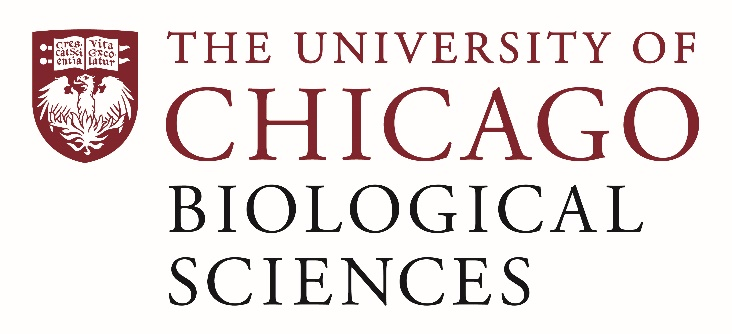 Cres Vita
cat Sci Exco
entia latur
THE UNIVERSITY OF
CHICAGO
BIOLOGICAL
SCIENCES